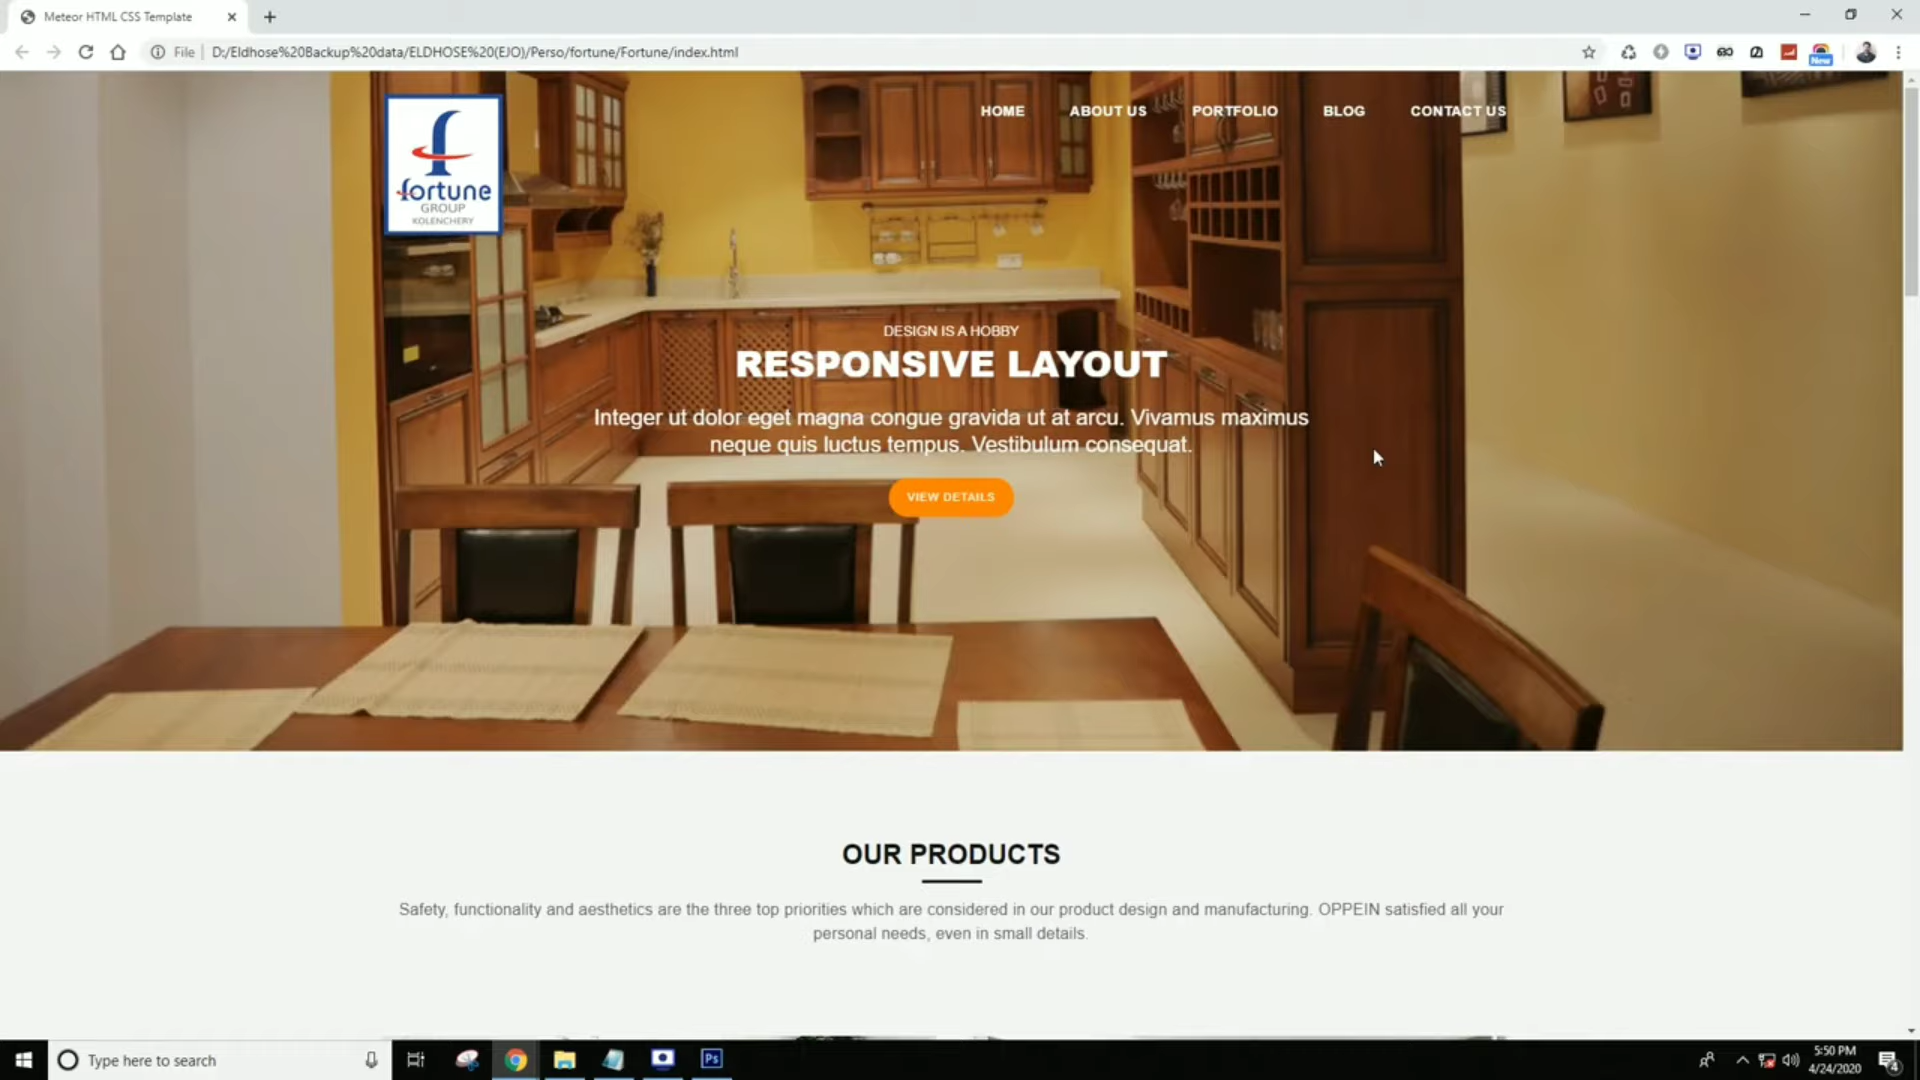 Meteor HTML CSS Template
File
D:/Eldhose%20Backup%20data/ELDHOSE%20(EJO)/Perso/fortune/Fortune/index.html
New
HOME ABOUT US PORTFOLIO BLOG CONTACT US
f
fortune
GROUP
KOLENCHERY
DESIGN IS A HOBBY
RESPONSIVE LAYOUT
Integer ut dolor eget magna congue gravida ut at arcu. Vivamus maximus
neque quis luctus tempus. Vestibulum consequat.
VIEW DETAILS
OUR PRODUCTS
Safety, functionality and aesthetics are the three top priorities which are considered in our product design and manufacturing. OPPEIN satisfied all your
personal needs, even in small details.
Type here to search
Ps
5:50 PM
4/24/2020
4